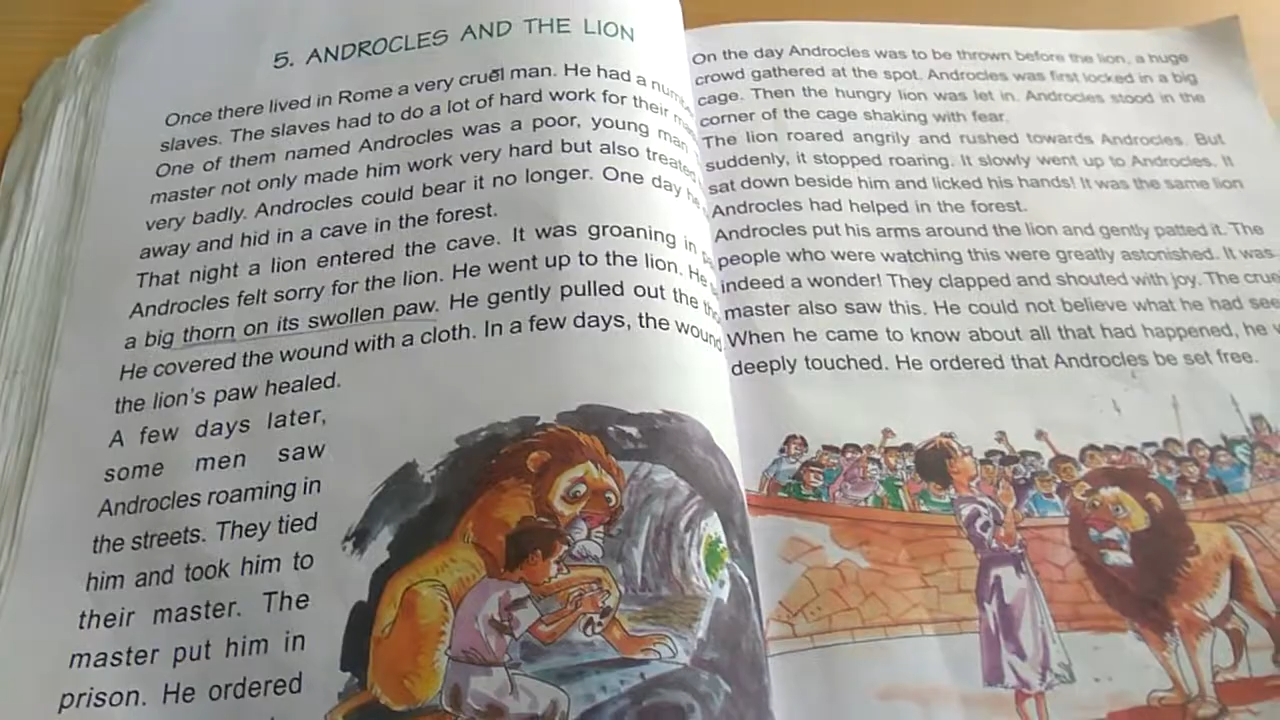 5. ANDROCLES AND THE LION
Once there lived in Rome a very cruel man. He had a
slaves. The slaves had to do a lot of hard work for their
One of them named Androcles was a poor, young man
master not only made him work very hard but also treated
very badly. Androcles could bear it no longer. One day he
away and hid in a cave in the forest.
That night a lion entered the cave. It was groaning in
Androcles felt sorry for the lion. He went up to the lion. He
a big thorn on its swollen paw. He gently pulled out the
He covered the wound with a cloth. In a few days, the wound
the lion's paw healed.
A few days later,
some men saw
Androcles roaming in
the streets. They tied
him and took him to
their master. The
master put him in
prison. He ordered
On the day Androcles was to be thrown before the lion, a huge
crowd gathered at the spot. Androcles was first locked in a big
cage. Then the hungry lion was let in. Androcles stood in the
corner of the cage shaking with fear.
The lion roared angrily and rushed towards Androcles. But
suddenly, it stopped roaring. It slowly went up to Androcles. It
sat down beside him and licked his hands! It was the same lion
Androcles had helped in the forest.
Androcles put his arms around the lion and gently patted it. The
people who were watching this were greatly astonished. It was
indeed a wonder! They clapped and shouted with joy. The
master also saw this. He could not believe what he had
When he came to know about all that had happened, he
deeply touched. He ordered that Androcles be set free.